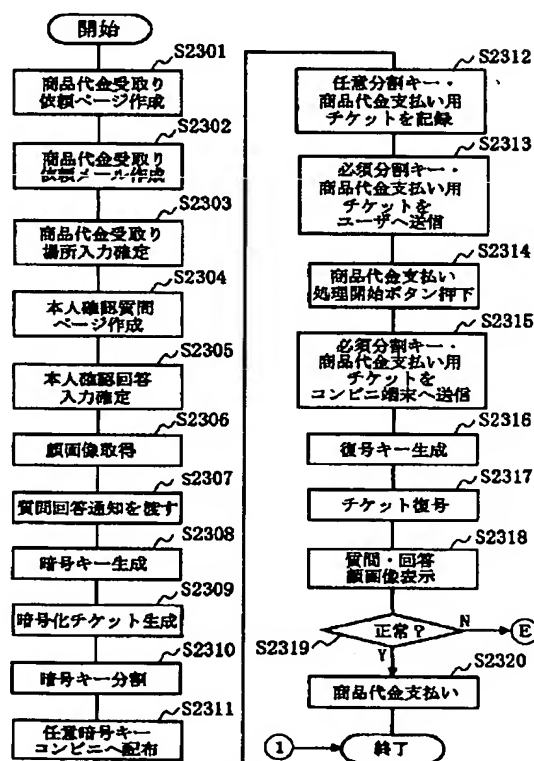 開始
S2301
商品代金受取り
依頼ページ作成
S2302
商品代金受取り
依頼メール作成
S2303
商品代金受取り
場所入力確定
S2304
本人確認質問
ページ作成
S2305
本人確認回答
入力確定
S2306
顔画像取得
S2307
質問回答通知を渡す
S2308
暗号キー生成
S2309
暗号化チケット生成
S2310
暗号キー分割
S2311
任意暗号キー
コンビニへ配布
S2312
任意分割キー・
商品代金支払い用
チケットを記録
S2313
必須分割キー・
商品代金支払い用
チケットを
ユーザへ送信
S2314
商品代金支払い
処理開始ボタン押下
S2315
必須分割キー・
商品代金支払い用
チケットを
コンビニ端末へ送信
S2316
復号キー生成
S2317
チケット復号
S2318
質問・回答
顔画像表示
正常？
N
E
S2319
Y
S2320
商品代金支払い
1
終了